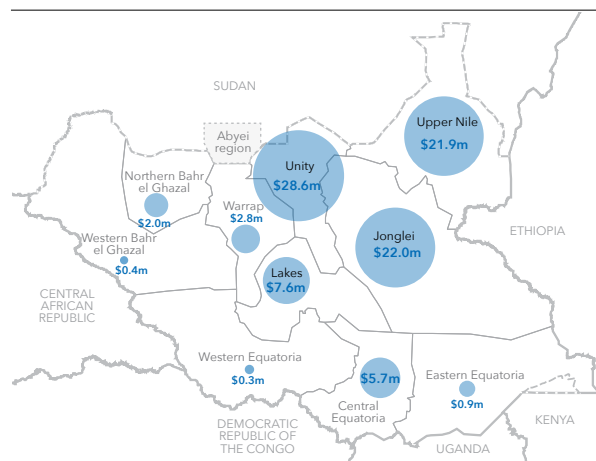 SUDAN
Upper Nile
$21.9m
Abyei
region
Unity
$28.6m
Northern Bahr
el Ghazal
$2.0m
Warrap
$2.8m
Jonglei
$22.0m
ETHIOPIA
Western Bahr
el Ghazal
$0.4m
Lakes
$7.6m
CENTRAL
AFRICAN
REPUBLIC
Western Equatoria
$0.3m
$5.7m
Central
Equatoria
Eastern Equatoria
$0.9m
DEMOCRATIC
REPUBLIC OF
THE CONGO
UGANDA
KENYA